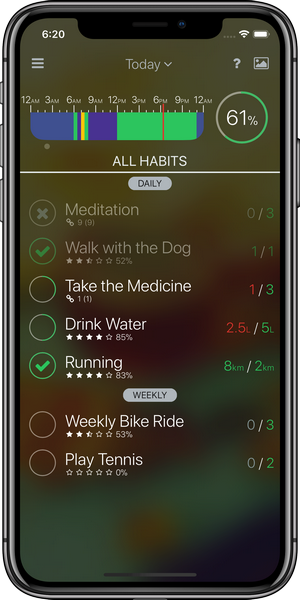 6:20
Today
?
12AM 3AM 6AM 9AM 12PM 3PM 6PM 9PM 12AM
61%
ALL HABITS
DAILY
Meditation 0 / 3
9 (9)
Walk with the Dog 1 / 1
52%
Take the Medicine 1 / 3
1 (1)
Drink Water 2.5L / 5L
85%
Running 8km / 2km
83%
WEEKLY
Weekly Bike Ride 0 / 3
53%
Play Tennis 0 / 2
0%